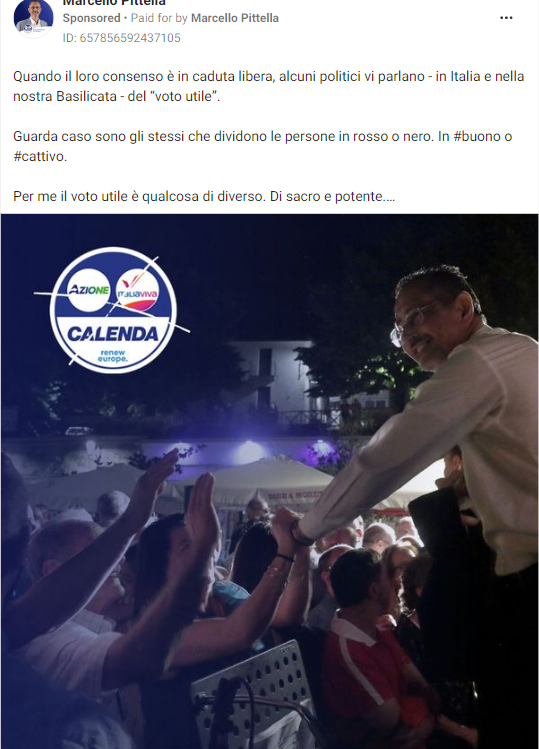 Marcello Pittella
Sponsored • Paid for by Marcello Pittella
ID: 657856592437105
Quando il loro consenso è in caduta libera, alcuni politici vi parlano - in Italia e nella
nostra Basilicata - del “voto utile”.
Guarda caso sono gli stessi che dividono le persone in rosso o nero. In #buono o
#cattivo.
Per me il voto utile è qualcosa di diverso. Di sacro e potente....
AZIONE
ITALIAVIVA
CALENDA
renew
europe.